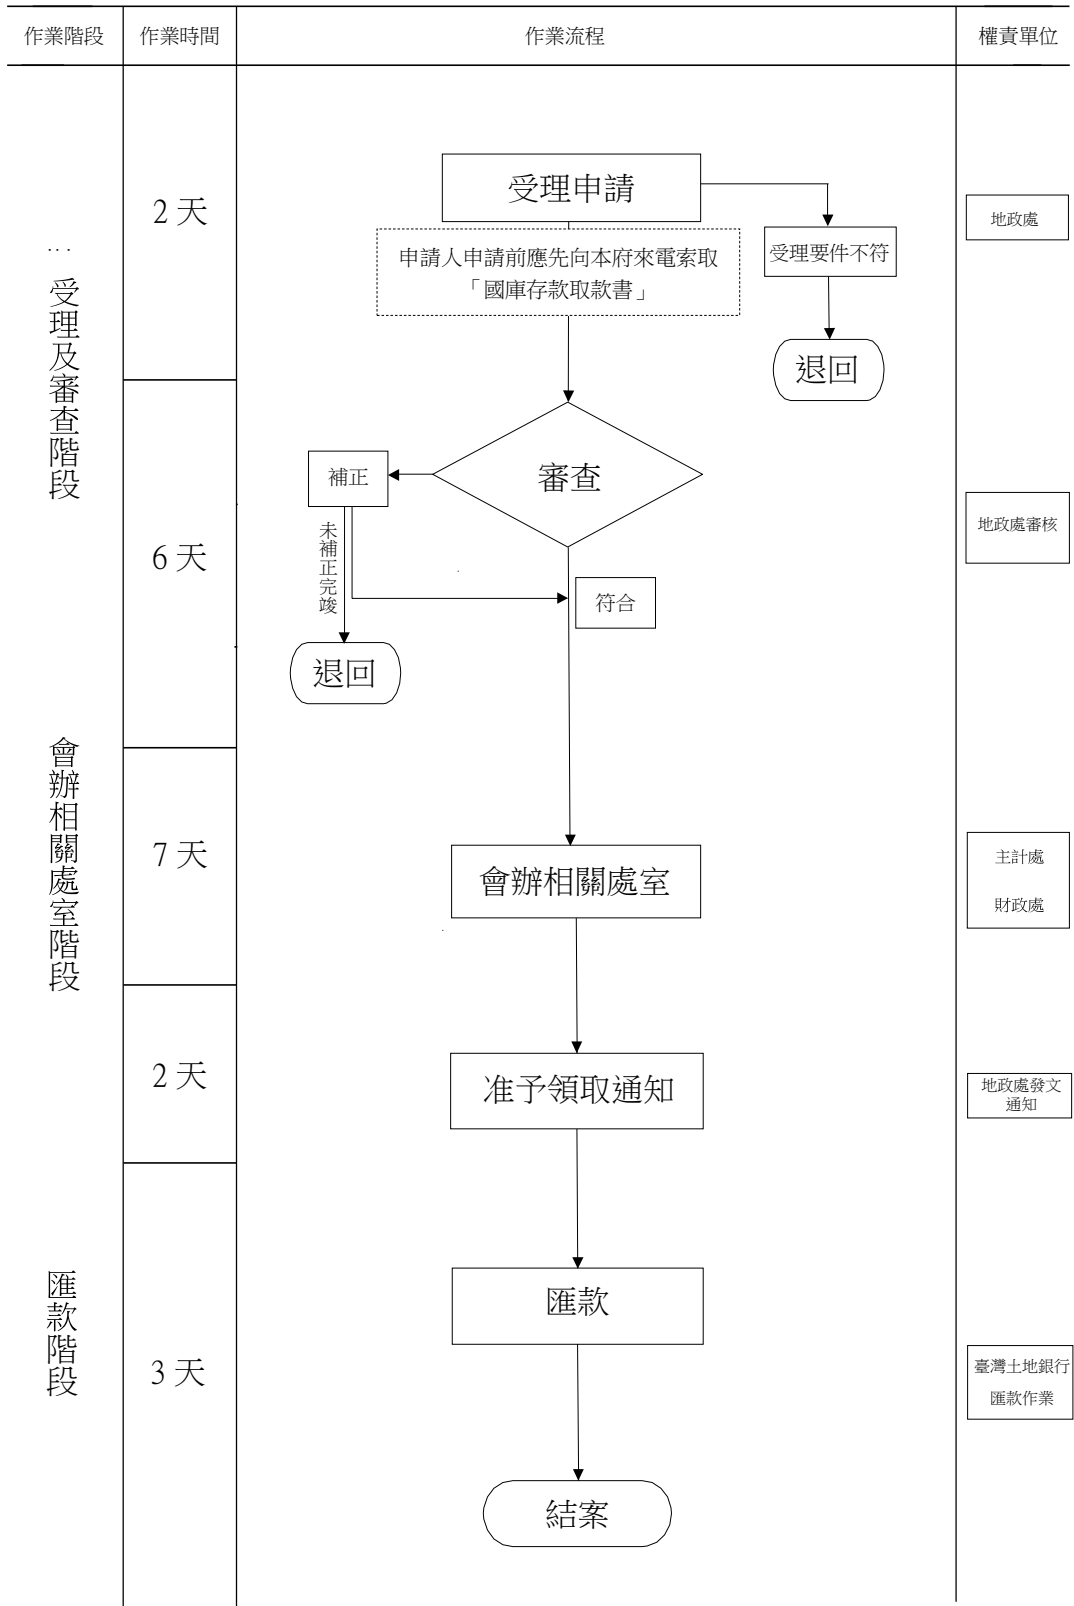 作業階段
作業時間
作業流程
權責單位
...
受理及審查階段
2天
受理申請
申請人申請前應先向本府來電索取
「國庫存款取款書」
受理要件不符
退回
地政處
6天
審查
補正
未補正完竣
符合
退回
地政處審核
會辦相關處室階段
7天
會辦相關處室
主計處
財政處
2天
准予領取通知
地政處發文
通知
匯款階段
3天
匯款
臺灣土地銀行
匯款作業
結案